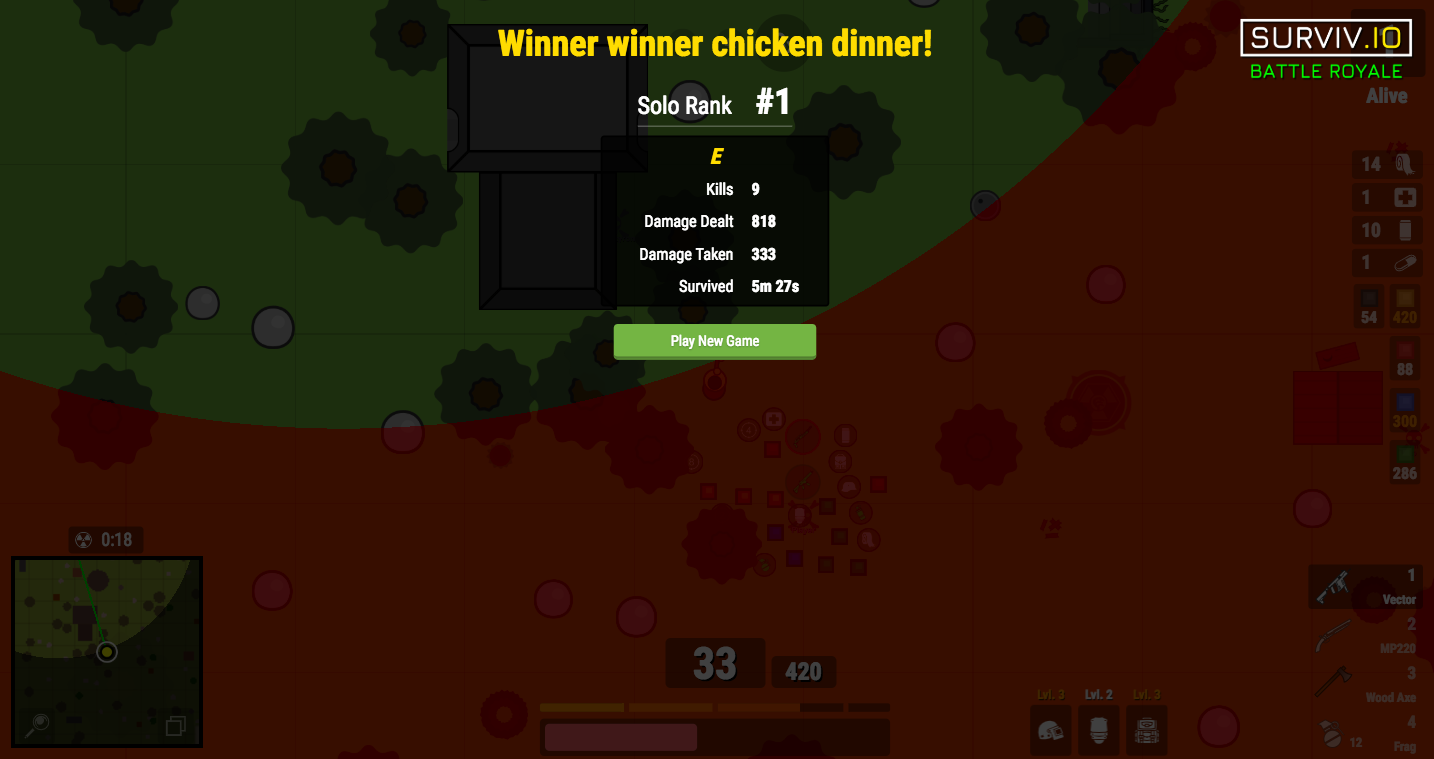 Winner winner chicken dinner!
SURVIV.IO
BATTLE ROYALE
Solo Rank #1
Alive
E
Kills 9
Damage Dealt 818
Damage Taken 333
Survived 5m 27s
Play New Game
14
1
10
1
54 420
88
300
286
0:18
33 420
Lvl. 3 Lvl. 2 Lvl. 3
1
Vector
2
MP220
3
Wood Axe
4
12 Frag